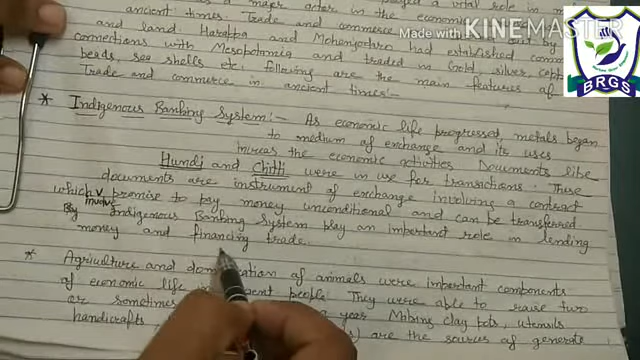 a major actor in the economic played a vital role in
ancient times. Trade and commerce
and land. Harappa and Mohenjodaro had established comm
connections with Mesopotamia and traded in Gold, silver,
beads, sea shells etc. following are the main features of
Trade and commerce in ancient times:-
* Indigenous Banking System:- As economic life progressed metals began
to medium of exchange and its uses
the economic activities Documents like
Hundi and Chitti were in use for transactions. These
documents are instrument of exchange involving a contract
which involve promise to pay money unconditional and can be transferred.
By Indigenous Banking System play an important role in lending
money and financing trade.
* Agriculture and of animals were important components
of economic life people. They were able to raise two
or sometimes a year. Making clay pots, utensils
handicrafts are the sources of generate
Made with KINEMASTER
BRGS